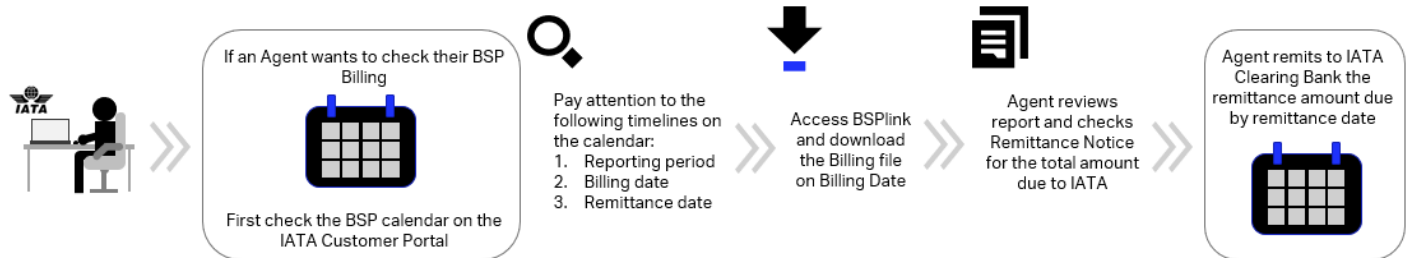 IATA
If an Agent wants to check their BSP
Billing
First check the BSP calendar on the
IATA Customer Portal
Pay attention to the
following timelines on
the calendar:
1. Reporting period
2. Billing date
3. Remittance date
Access BSPlink
and download
the Billing file
on Billing Date
Agent reviews
report and checks
Remittance Notice
for the total amount
due to IATA
Agent remits to IATA
Clearing Bank the
remittance amount due
by remittance date